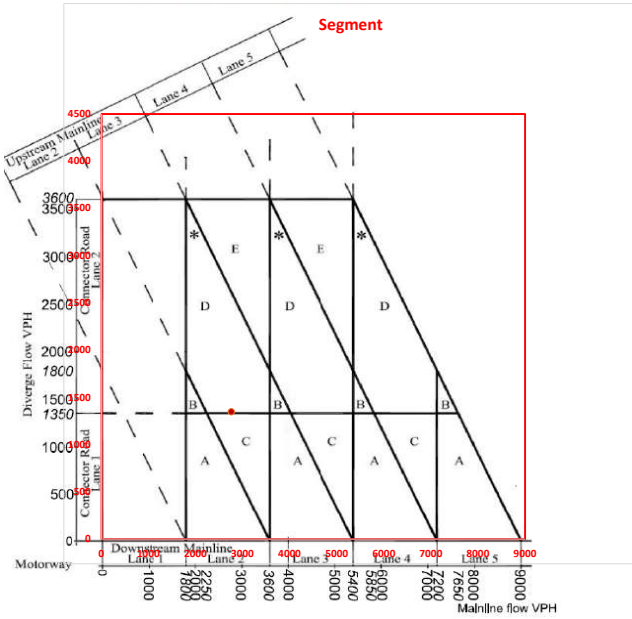 Segment
Lane 5
Lane 4
Upstream Mainline
Lane 3
Lane 2
4500
4000
3600
3500
3500
3000
3000
2500
2500
2000
2000
1800
1500
1500
1350
1000
1000
500
500
0
0
Diverge Flow VPH
Connector Road
Lane 2
Connector Road
Lane 1
* * *
E E
D D D
B B B B
C C C
A A A A
Downstream Mainline
0 1000 2000 3000 4000 5000 6000 7000 8000 9000
Motorway
Lane 1 Lane 2 Lane 3 Lane 4 Lane 5
0 1000 1800 2000 2250 3000 3600 4000 5000 5400 5850 6000 7000 7200 7650 8000 9000
Mainline flow VPH